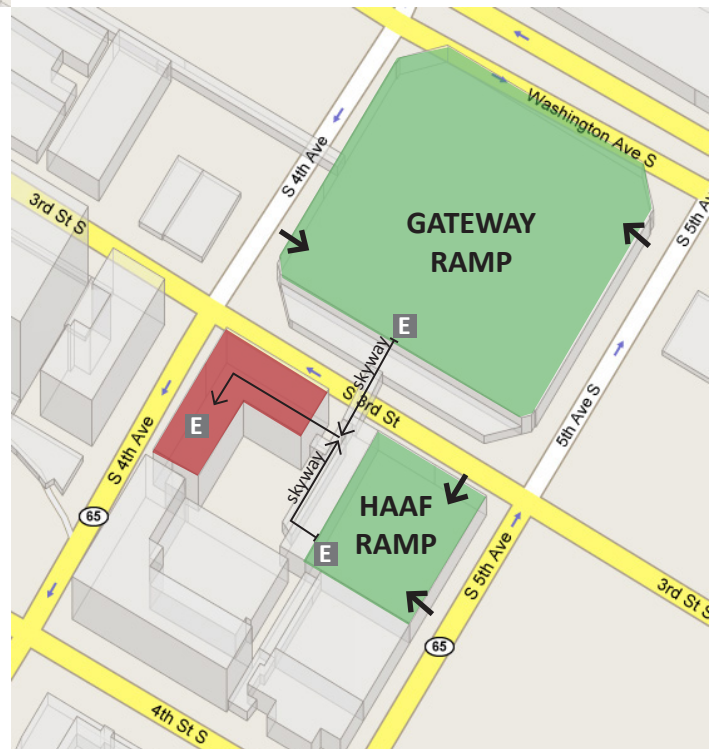 Washington Ave S
S 4th Ave
S 5th Av
3rd St S
GATEWAY
RAMP
E
skyway
S 3rd St
5th Ave S
E
S 4th Ave
skyway
HAAF
RAMP
E
65
S 5th Ave
3rd St S
65
4th St S